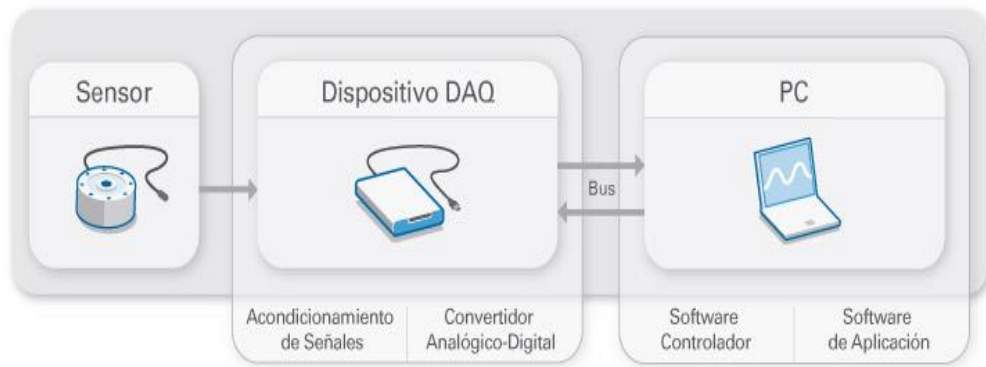 Sensor
Dispositivo DAQ
PC
Bus
Acondicionamiento
de Señales
Convertidor
Analógico-Digital
Software
Controlador
Software
de Aplicación